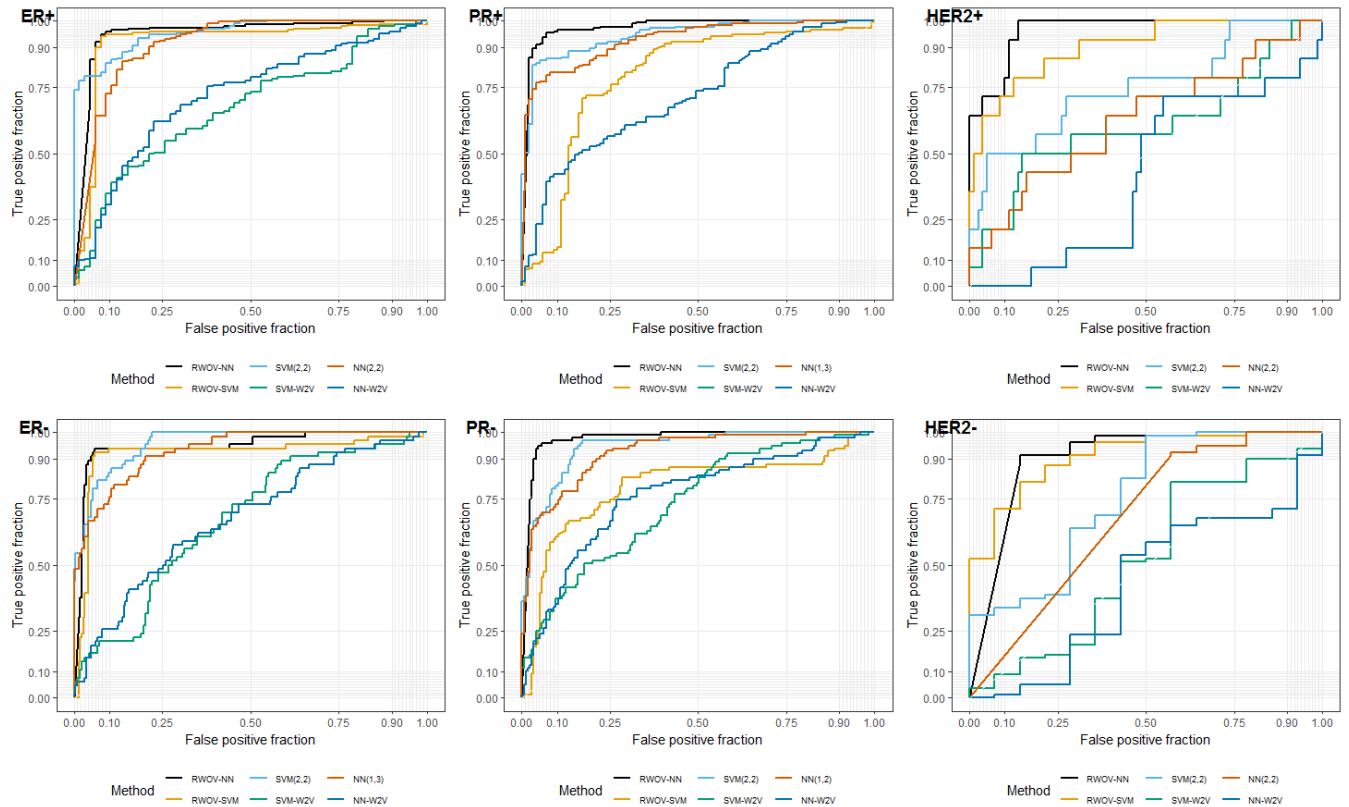 ER+
True positive fraction
1.00
0.90
0.75
0.50
0.25
0.10
0.00
0.00 0.10 0.25 0.50 0.75 0.90 1.00
False positive fraction
Method RWOV-NN SVM(2,2) NN(2,2)
RWOV-SVM SVM-W2V NN-W2V
PR+
True positive fraction
1.00
0.90
0.75
0.50
0.25
0.10
0.00
0.00 0.10 0.25 0.50 0.75 0.90 1.00
False positive fraction
Method RWOV-NN SVM(2,2) NN(1,3)
RWOV-SVM SVM-W2V NN-W2V
HER2+
True positive fraction
1.00
0.90
0.75
0.50
0.25
0.10
0.00
0.00 0.10 0.25 0.50 0.75 0.90 1.00
False positive fraction
Method RWOV-NN SVM(2,2) NN(2,2)
RWOV-SVM SVM-W2V NN-W2V
ER-
True positive fraction
1.00
0.90
0.75
0.50
0.25
0.10
0.00
0.00 0.10 0.25 0.50 0.75 0.90 1.00
False positive fraction
Method RWOV-NN SVM(2,2) NN(1,3)
RWOV-SVM SVM-W2V NN-W2V
PR-
True positive fraction
1.00
0.90
0.75
0.50
0.25
0.10
0.00
0.00 0.10 0.25 0.50 0.75 0.90 1.00
False positive fraction
Method RWOV-NN SVM(2,2) NN(1,2)
RWOV-SVM SVM-W2V NN-W2V
HER2-
True positive fraction
1.00
0.90
0.75
0.50
0.25
0.10
0.00
0.00 0.10 0.25 0.50 0.75 0.90 1.00
False positive fraction
Method RWOV-NN SVM(2,2) NN(2,2)
RWOV-SVM SVM-W2V NN-W2V